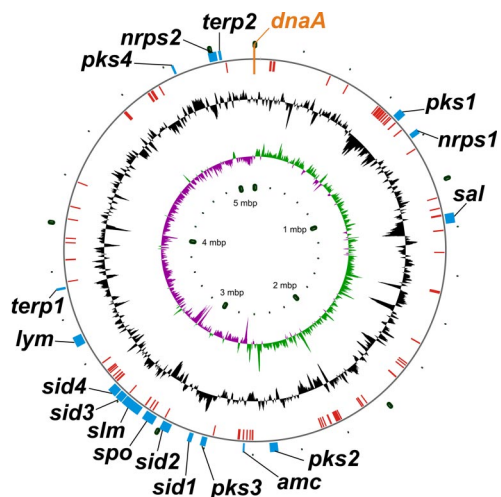 terp2
dnaA
nrps2
pks4
pks1
nrps1
sal
5 mbp
1 mbp
4 mbp
3 mbp
2 mbp
terp1
lym
sid4
sid3
slm
spo
sid2
sid1
pks3
amc
pks2